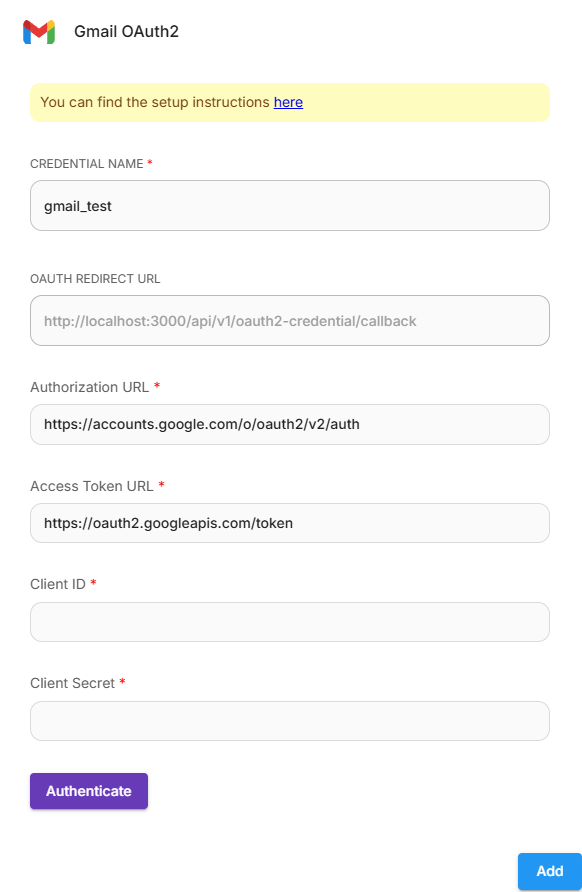 Gmail OAuth2
You can find the setup instructions here
CREDENTIAL NAME *
gmail_test
OAUTH REDIRECT URL
http://localhost:3000/api/v1/oauth2-credential/callback
Authorization URL *
https://accounts.google.com/o/oauth2/v2/auth
Access Token URL *
https://oauth2.googleapis.com/token
Client ID *
Client Secret *
Authenticate
Add